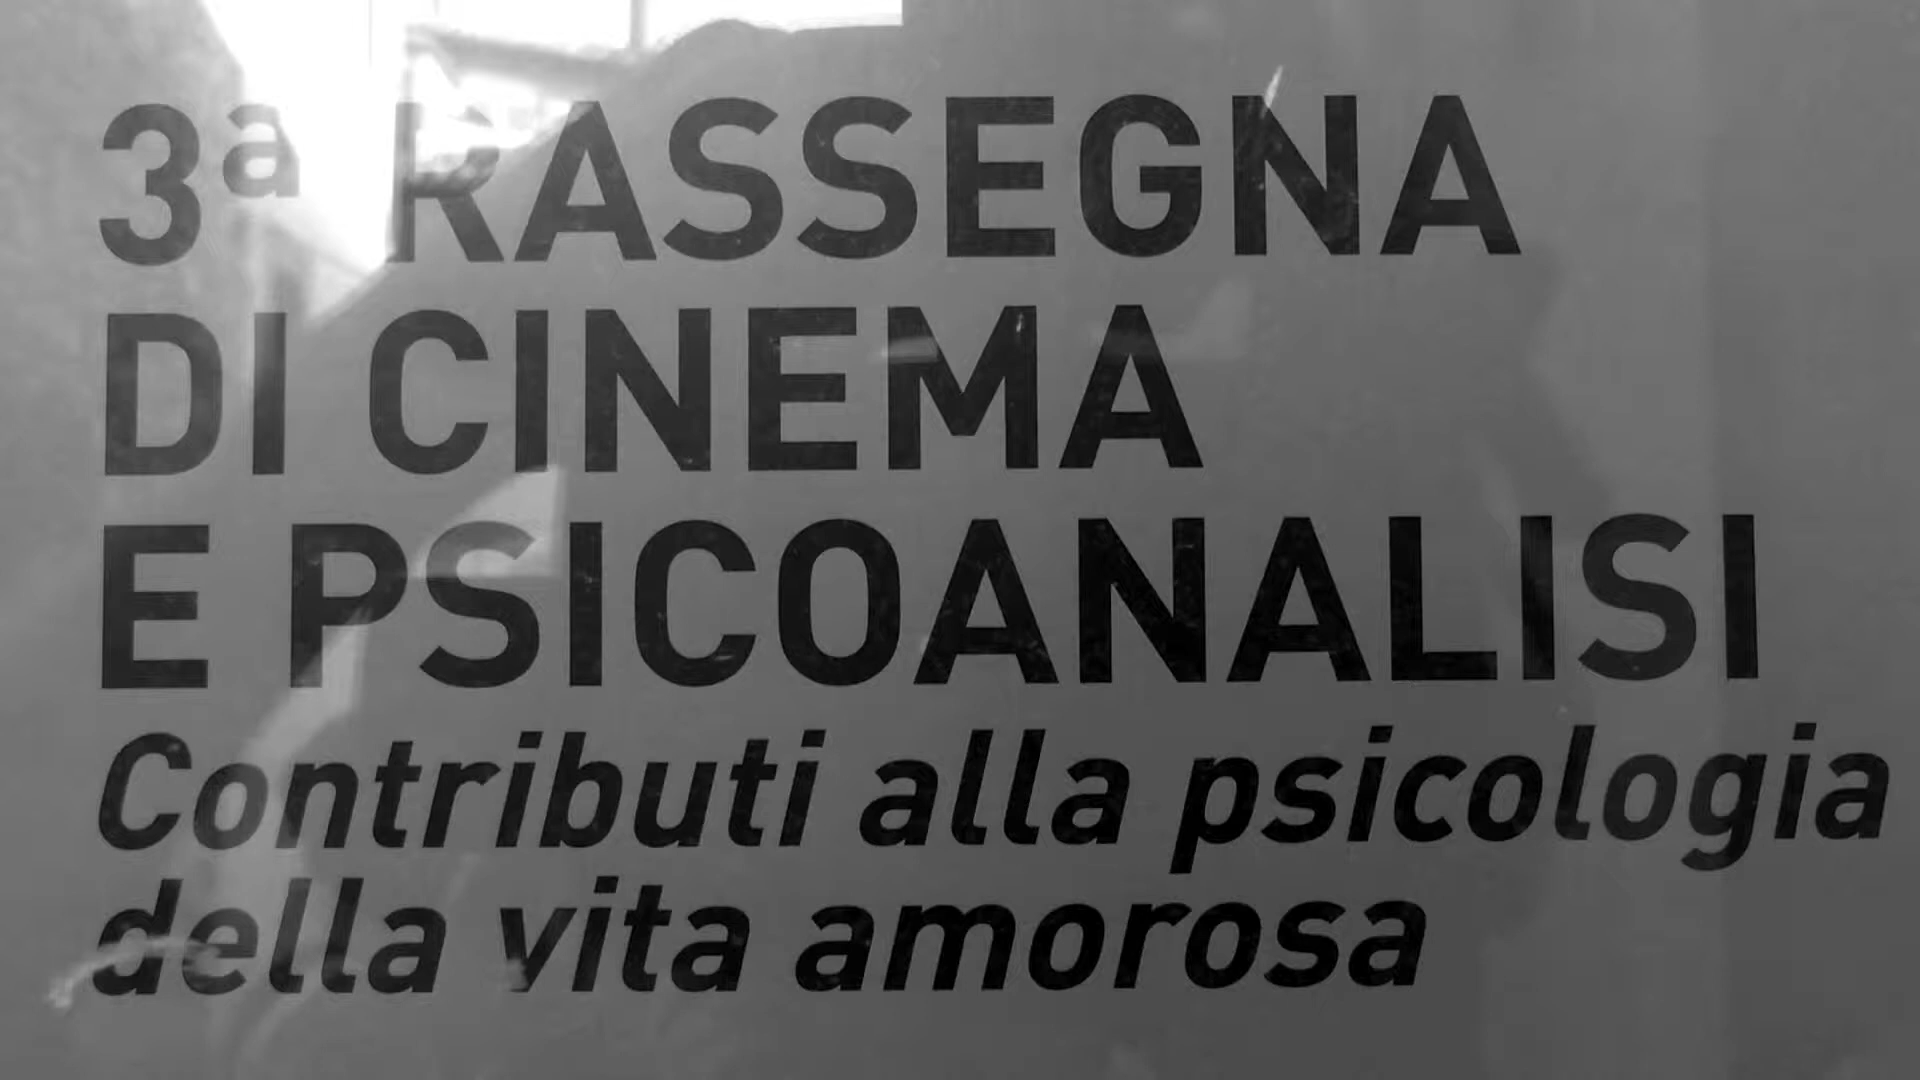 3ª RASSEGNA
DI CINEMA
E PSICOANALISI
Contributi alla psicologia
della vita amorosa